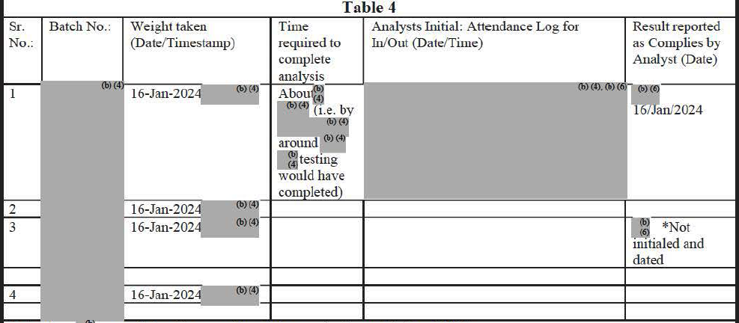 Table 4
Sr. No.:
Batch No.:
Weight taken (Date/Timestamp)
Time required to complete analysis
Analysts Initial: Attendance Log for In/Out (Date/Time)
Result reported as Complies by Analyst (Date)
1
(b) (4)
16-Jan-2024 (b) (4)
About (b) (4)
(b) (4) (i.e. by
(b) (4)
around (b) (4)
(b) (4) testing
would have
completed)
(b) (4), (b) (6)
(b) (6)
16/Jan/2024
2
16-Jan-2024 (b) (4)
3
16-Jan-2024 (b) (4)
(b) (6) *Not
initialed and
dated
4
16-Jan-2024 (b) (4)
(b)